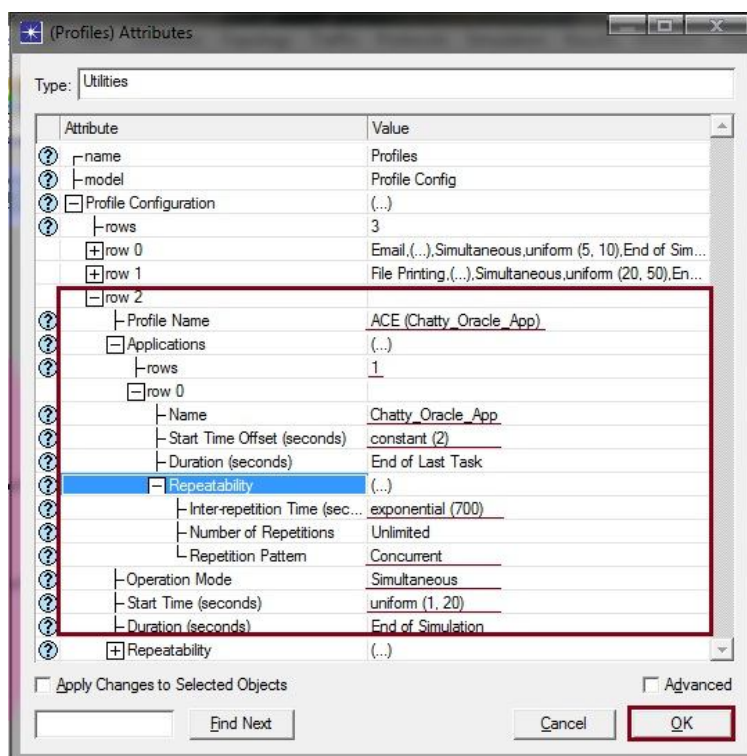 (Profiles) Attributes
Type: Utilities
Attribute Value
name Profiles
model Profile Config
Profile Configuration (...)
rows 3
row 0 Email,(...),Simultaneous,uniform (5, 10),End of Sim...
row 1 File Printing,(...),Simultaneous,uniform (20, 50),En...
row 2
Profile Name ACE (Chatty_Oracle_App)
Applications (...)
rows 1
row 0
Name Chatty_Oracle_App
Start Time Offset (seconds) constant (2)
Duration (seconds) End of Last Task
Repeatability (...)
Inter-repetition Time (sec... exponential (700)
Number of Repetitions Unlimited
Repetition Pattern Concurrent
Operation Mode Simultaneous
Start Time (seconds) uniform (1, 20)
Duration (seconds) End of Simulation
Repeatability (...)
Apply Changes to Selected Objects Advanced
Find Next Cancel OK